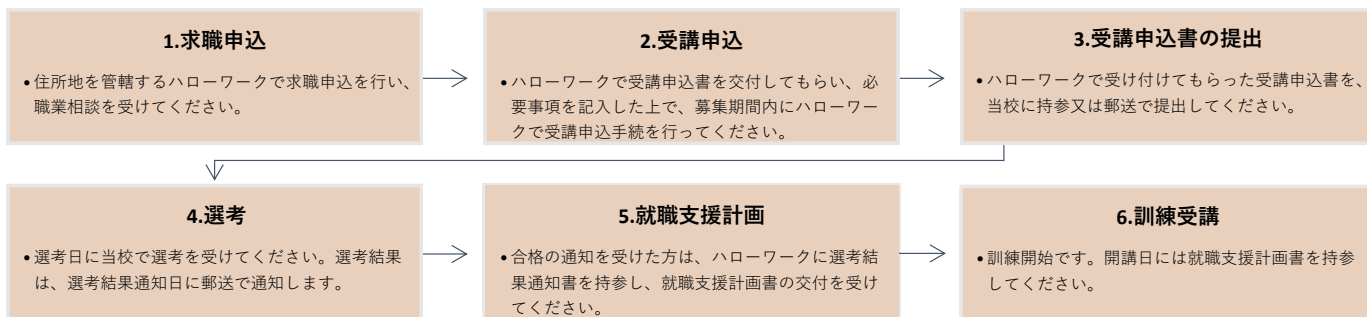 1.求職申込
•住所地を管轄するハローワークで求職申込を行い、
職業相談を受けてください。
2.受講申込
•ハローワークで受講申込書を交付してもらい、必
要事項を記入した上で、募集期間内にハローワー
クで受講申込手続を行ってください。
3.受講申込書の提出
•ハローワークで受け付けてもらった受講申込書を、
当校に持参又は郵送で提出してください。
4.選考
•選考日に当校で選考を受けてください。選考結果
は、選考結果通知日に郵送で通知します。
5.就職支援計画
•合格の通知を受けた方は、ハローワークに選考結
果通知書を持参し、就職支援計画書の交付を受け
てください。
6.訓練受講
•訓練開始です。開講日には就職支援計画書を持参
してください。